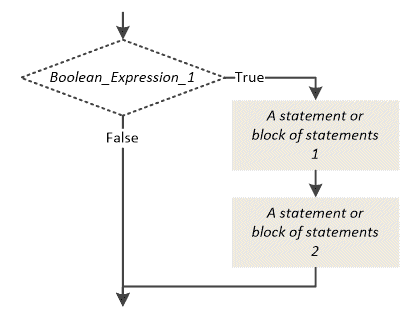 Boolean_Expression_1
True
A statement or
block of statements
1
False
A statement or
block of statements
2